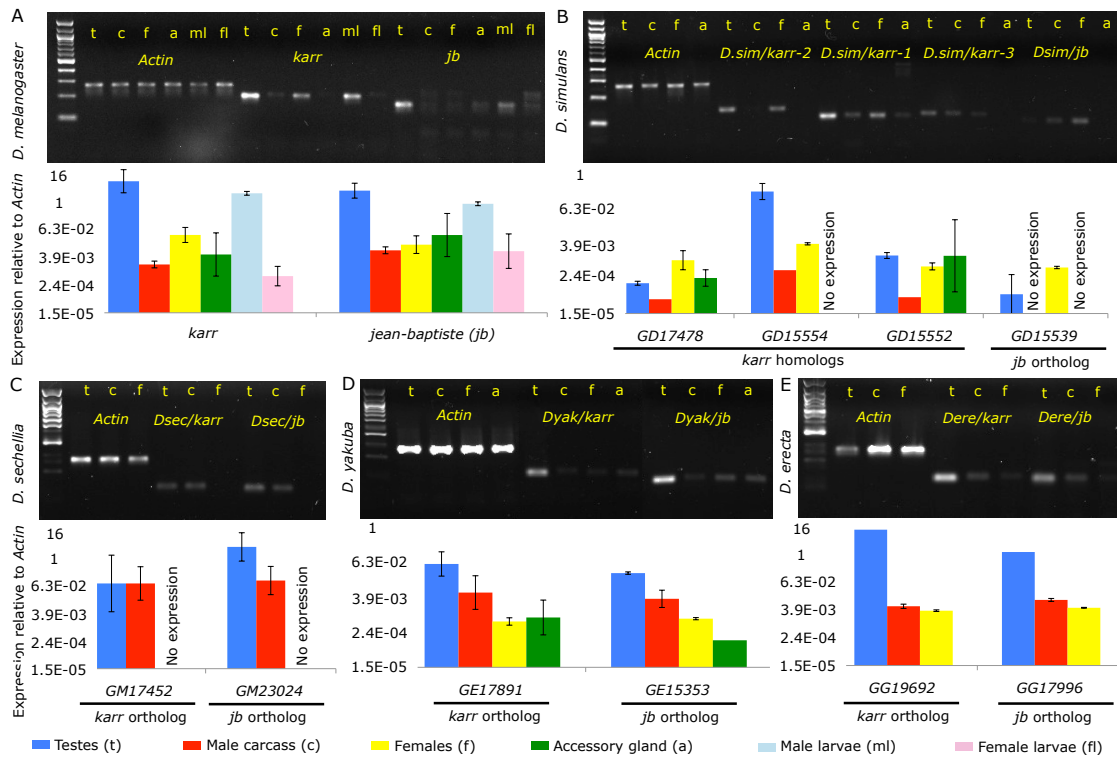 A
D. melanogaster
t c f a ml fl t c f a ml fl t c f a ml fl
Actin karr jb
Expression relative to Actin
16
1
6.3E-02
3.9E-03
2.4E-04
1.5E-05
karr jean-baptiste (jb)
B
D. simulans
t c f a t c f a t c f a t c f a t c f a
Actin D.sim/karr-2 D.sim/karr-1 D.sim/karr-3 Dsim/jb
1
6.3E-02
3.9E-03
2.4E-04
1.5E-05
No expression
No expression
No expression
GD17478 GD15554 GD15552 GD15539
karr homologs jb ortholog
C
D. sechellia
t c f t c f t c f
Actin Dsec/karr Dsec/jb
Expression relative to Actin
16
1
6.3E-02
3.9E-03
2.4E-04
1.5E-05
No expression
No expression
GM17452 GM23024
karr ortholog jb ortholog
D
D. yakuba
t c f a t c f a t c f a
Actin Dyak/karr Dyak/jb
1
6.3E-02
3.9E-03
2.4E-04
1.5E-05
GE17891 GE15353
karr ortholog jb ortholog
E
D. erecta
t c f t c f t c f
Actin Dere/karr Dere/jb
16
1
6.3E-02
3.9E-03
2.4E-04
1.5E-05
GG19692 GG17996
karr ortholog jb ortholog
Testes (t) Male carcass (c) Females (f) Accessory gland (a) Male larvae (ml) Female larvae (fl)